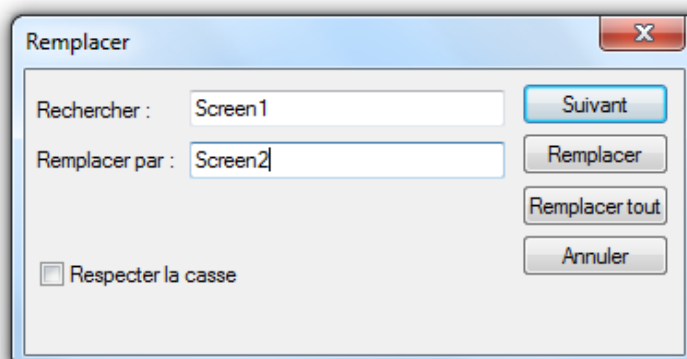 Remplacer
Rechercher : Screen1 Suivant
Remplacer par : Screen2 Remplacer
Remplacer tout
Respecter la casse Annuler